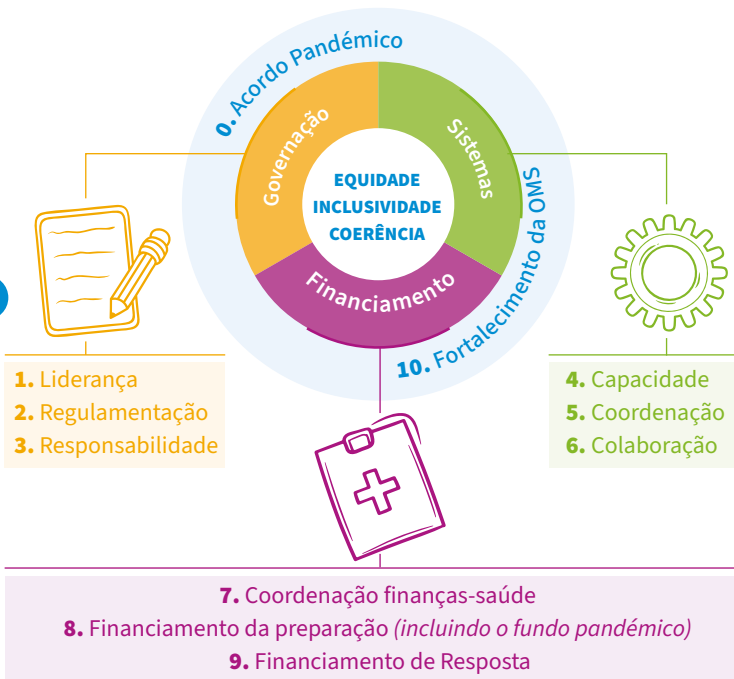 0. Acordo Pandémico
Governação
Sistemas
EQUIDADE
INCLUSIVIDADE
COERÊNCIA
Financiamento
10. Fortalecimento da OMS
1. Liderança
2. Regulamentação
3. Responsabilidade
4. Capacidade
5. Coordenação
6. Colaboração
7. Coordenação finanças-saúde
8. Financiamento da preparação (incluindo o fundo pandémico)
9. Financiamento de Resposta